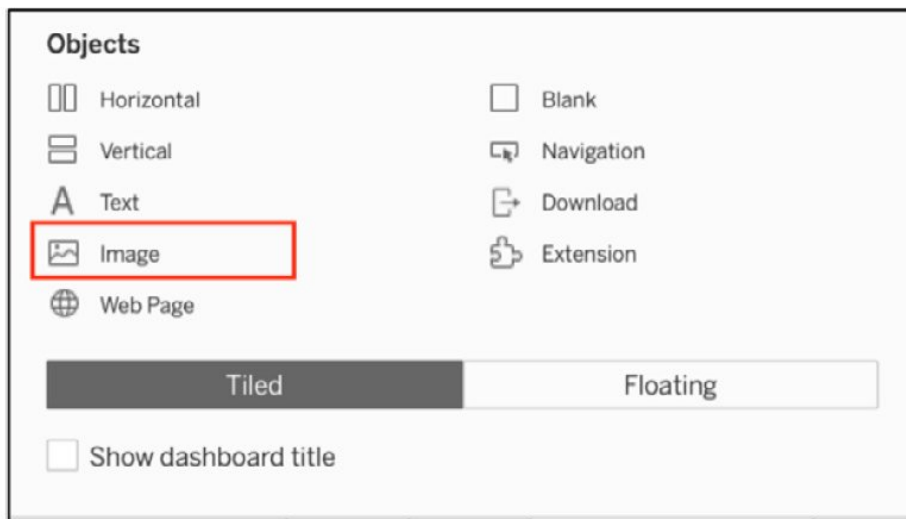 Objects
Horizontal
Blank
Vertical
Navigation
Text
Download
Image
Extension
Web Page
Tiled
Floating
Show dashboard title